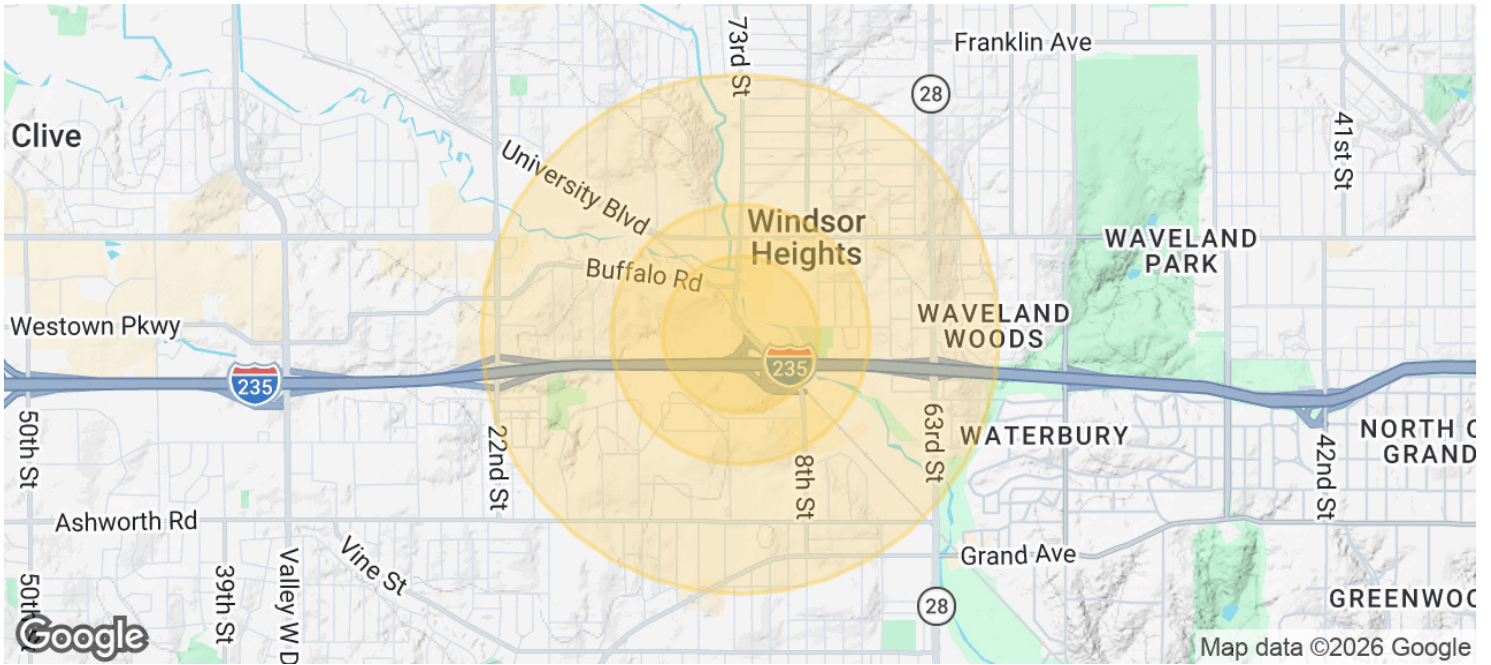 73rd St
Franklin Ave
28
Clive
41st St
University Blvd
Windsor
Heights
WAVELAND
PARK
Buffalo Rd
WAVELAND
WOODS
Westown Pkwy
235
235
50th St
22nd St
8th St
63rd St
WATERBURY
42nd St
NORTH O
GRAND
Ashworth Rd
Vine St
Valley W D
39th St
50th
Grand Ave
28
GREENWOO
Google
Map data ©2026 Google